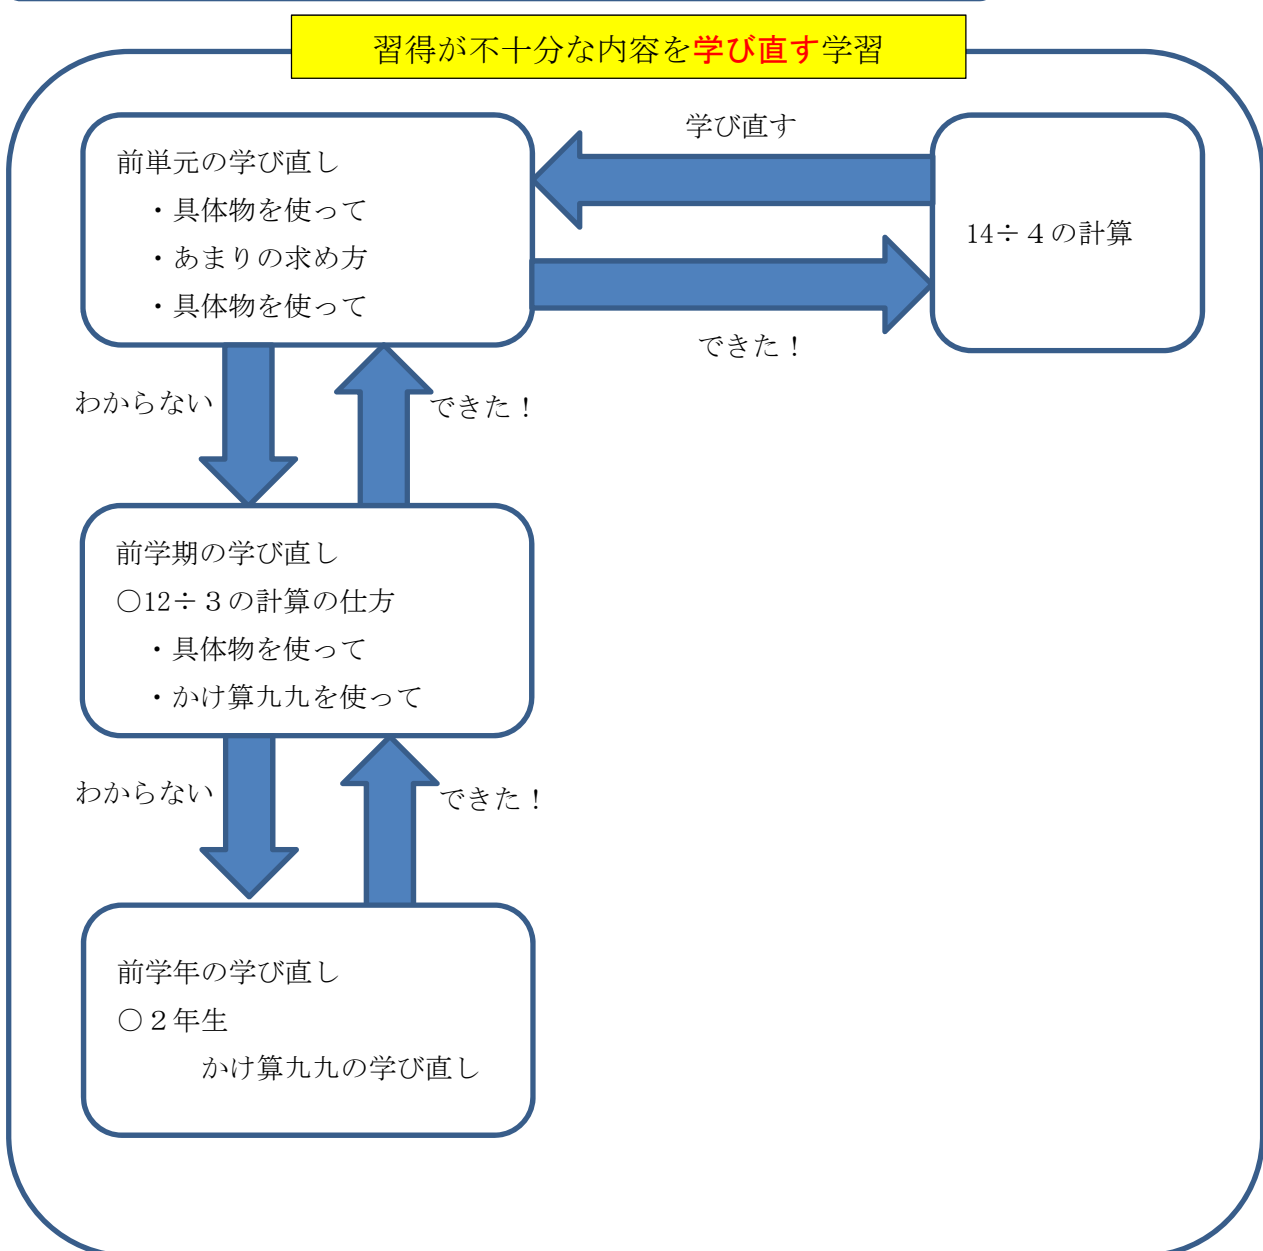 習得が不十分な内容を学び直す学習
学び直す
前単元の学び直し
・具体物を使って
・あまりの求め方
・具体物を使って
14÷４の計算
できた！
わからない
できた！
前学期の学び直し
○12÷３の計算の仕方
・具体物を使って
・かけ算九九を使って
わからない
できた！
前学年の学び直し
○２年生
かけ算九九の学び直し